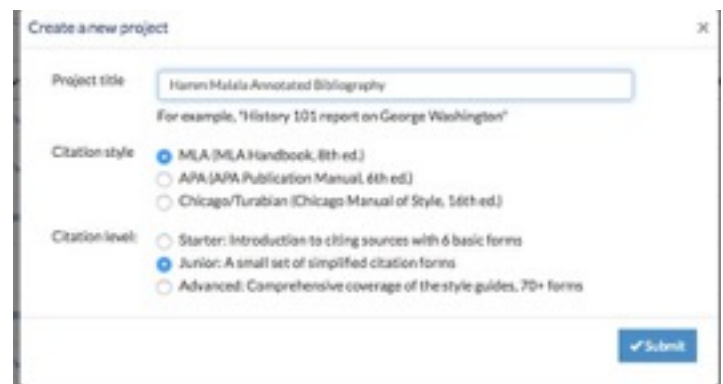 Create a new project ×
Project title Hamm Malala Annotated Bibliography
For example, "History 101 report on George Washington"
Citation style MLA (MLA Handbook, 8th ed.)
APA (APA Publication Manual, 6th ed.)
Chicago/Turabian (Chicago Manual of Style, 16th ed.)
Citation level: Starter: Introduction to citing sources with 6 basic forms
Junior: A small set of simplified citation forms
Advanced: Comprehensive coverage of the style guides, 70+ forms
✔Submit